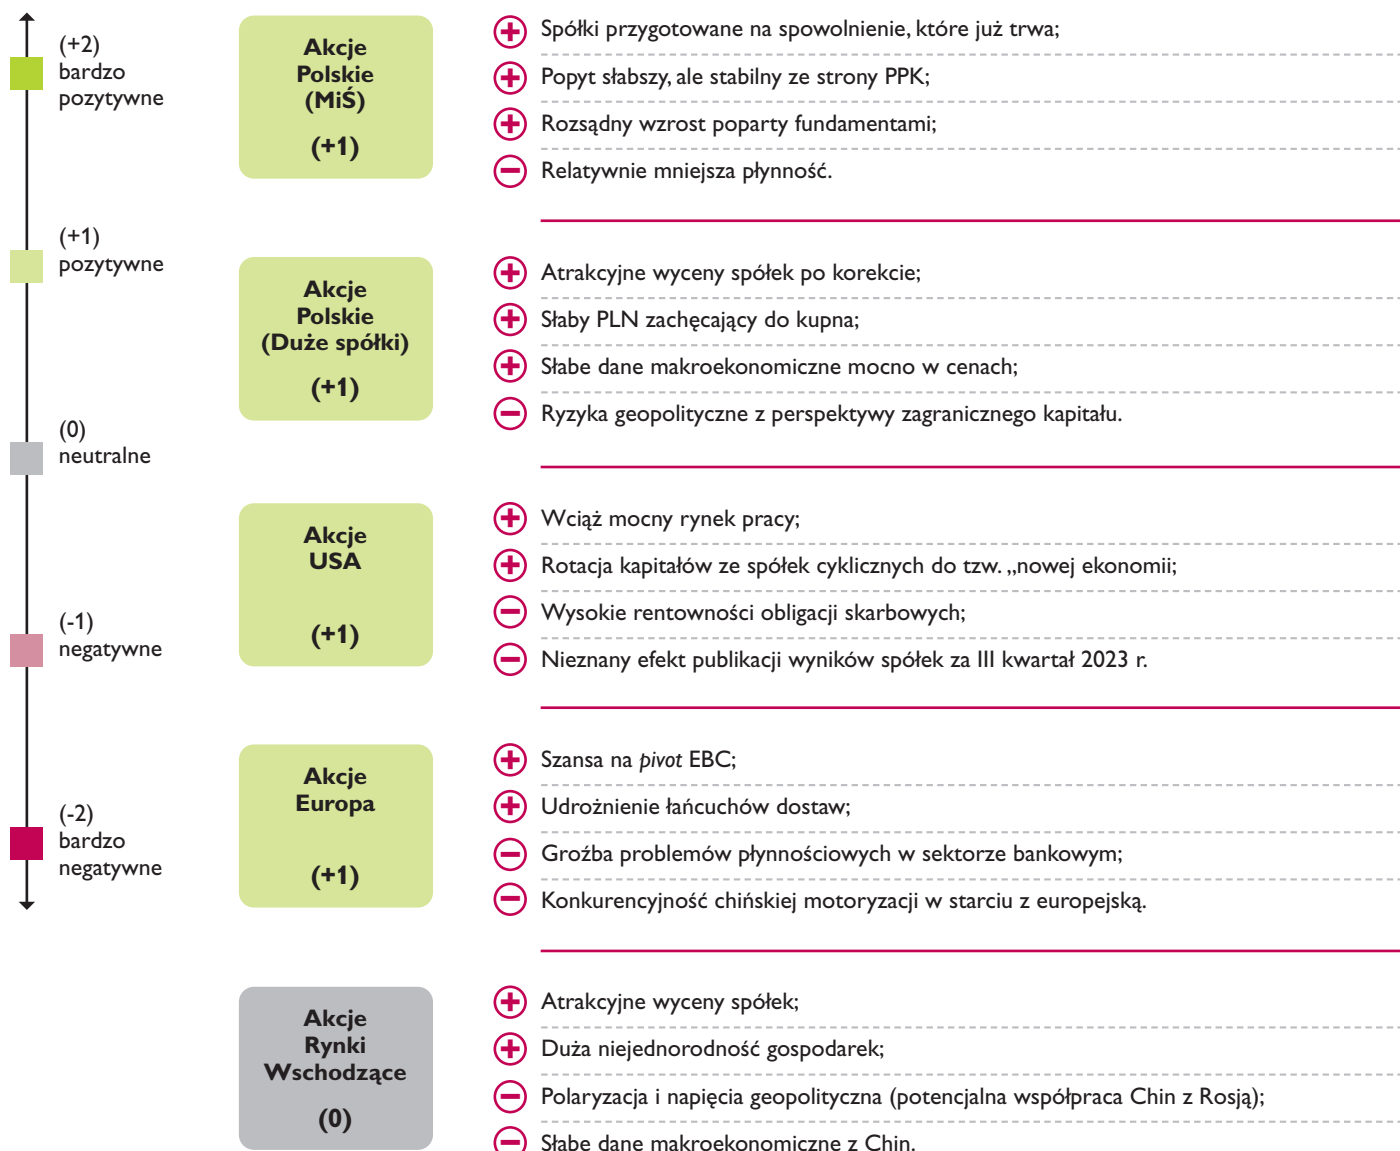 (+2)
bardzo
pozytywne
(+1)
pozytywne
(0)
neutralne
(-1)
negatywne
(-2)
bardzo
negatywne
Akcje
Polskie
(MiŚ)
(+1)
Spółki przygotowane na spowolnienie, które już trwa;
Popyt słabszy, ale stabilny ze strony PPK;
Rozsądny wzrost poparty fundamentami;
Relatywnie mniejsza płynność.
Akcje
Polskie
(Duże spółki)
(+1)
Atrakcyjne wyceny spółek po korekcie;
Słaby PLN zachęcający do kupna;
Słabe dane makroekonomiczne mocno w cenach;
Ryzyka geopolityczne z perspektywy zagranicznego kapitału.
Akcje
USA
(+1)
Wciąż mocny rynek pracy;
Rotacja kapitałów ze spółek cyklicznych do tzw. „nowej ekonomii;
Wysokie rentowności obligacji skarbowych;
Nieznany efekt publikacji wyników spółek za III kwartał 2023 r.
Akcje
Europa
(+1)
Szansa na pivot EBC;
Udrożnienie łańcuchów dostaw;
Groźba problemów płynnościowych w sektorze bankowym;
Konkurencyjność chińskiej motoryzacji w starciu z europejską.
Akcje
Rynki
Wschodzące
(0)
Atrakcyjne wyceny spółek;
Duża niejednorodność gospodarek;
Polaryzacja i napięcia geopolityczna (potencjalna współpraca Chin z Rosją);
Słabe dane makroekonomiczne z Chin.